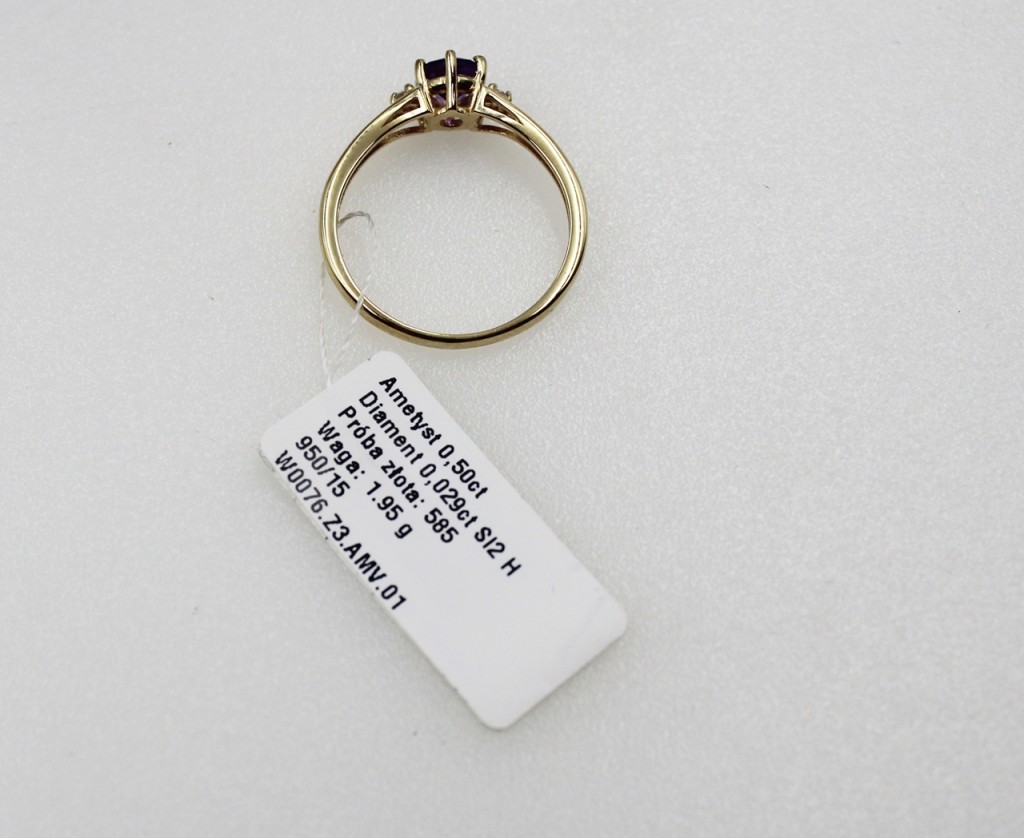 Ametyst 0,50ct
Diament 0,029ct SI2 H
Próba złota: 585
Waga: 1.95 g
950/15
W0076.Z3.AMV.01